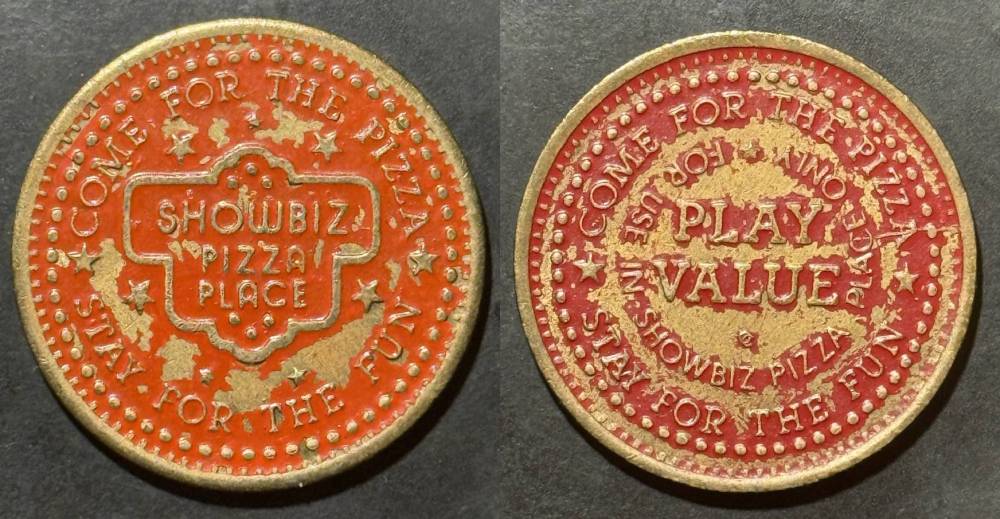 COME FOR THE PIZZA
SHOWBIZ
PIZZA
PLACE
STAY FOR THE FUN
COME FOR THE PIZZA
FOR USE ONLY
PLAY
VALUE
IN SHOWBIZ PIZZA PLACE
STAY FOR THE FUN